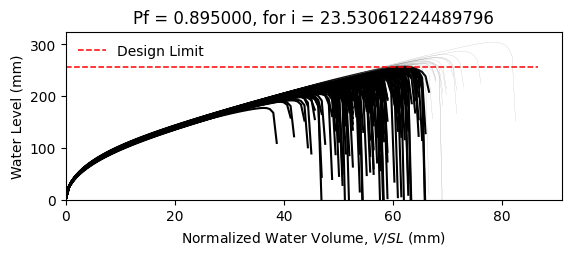 Pf = 0.895000, for i = 23.53061224489796
Design Limit
Water Level (mm)
300
200
100
0
0 20 40 60 80
Normalized Water Volume, V/SL (mm)